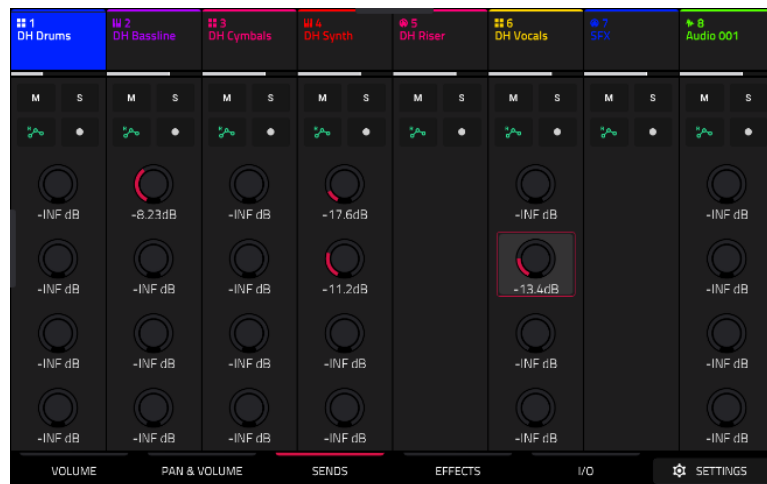 1 2 3 4 5 6 7 8
DH Drums DH Bassline DH Cymbals DH Synth DH Riser DH Vocals SFX Audio 001
M S M S M S M S M S M S M S M S
-INF dB -8.23dB -INF dB -17.6dB -INF dB -INF dB
-INF dB -INF dB -INF dB -11.2dB -13.4dB -INF dB
-INF dB -INF dB -INF dB -INF dB -INF dB -INF dB
-INF dB -INF dB -INF dB -INF dB -INF dB -INF dB
VOLUME PAN & VOLUME SENDS EFFECTS I/O SETTINGS